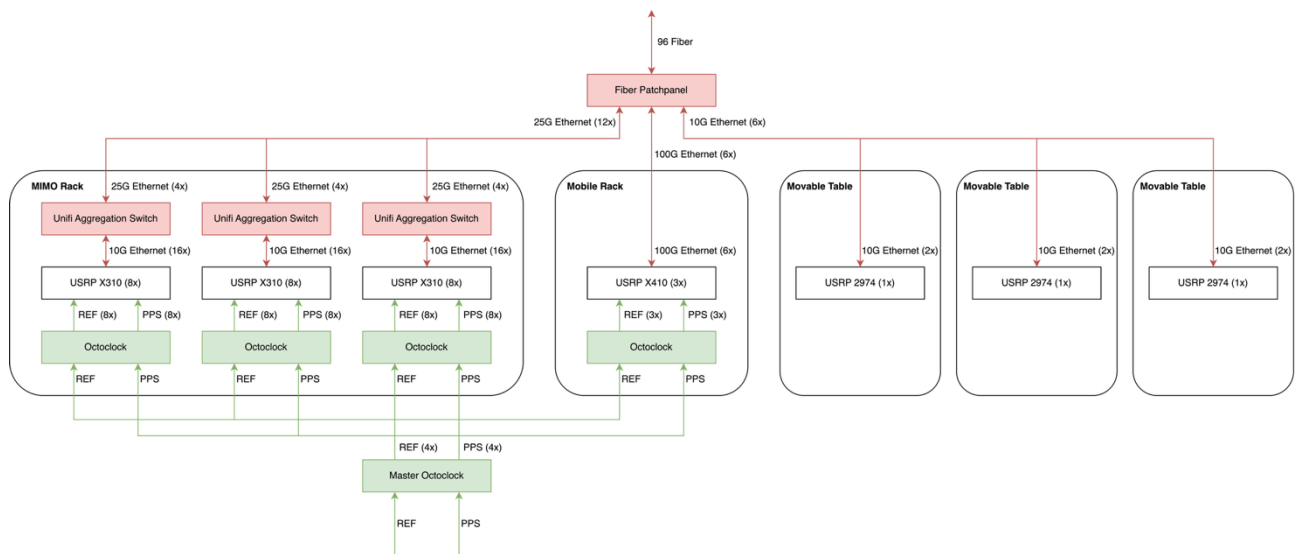 96 Fiber
Fiber Patchpanel
25G Ethernet (12x)
10G Ethernet (6x)
100G Ethernet (6x)
MIMO Rack
25G Ethernet (4x)
25G Ethernet (4x)
25G Ethernet (4x)
Mobile Rack
Movable Table
Movable Table
Movable Table
Unifi Aggregation Switch
Unifi Aggregation Switch
Unifi Aggregation Switch
10G Ethernet (16x)
10G Ethernet (16x)
10G Ethernet (16x)
100G Ethernet (6x)
10G Ethernet (2x)
10G Ethernet (2x)
10G Ethernet (2x)
USRP X310 (8x)
USRP X310 (8x)
USRP X310 (8x)
USRP X410 (3x)
USRP 2974 (1x)
USRP 2974 (1x)
USRP 2974 (1x)
REF (8x)
PPS (8x)
REF (8x)
PPS (8x)
REF (8x)
PPS (8x)
REF (3x)
PPS (3x)
Octoclock
Octoclock
Octoclock
Octoclock
REF
PPS
REF
PPS
REF
PPS
REF
PPS
REF (4x)
PPS (4x)
Master Octoclock
REF
PPS